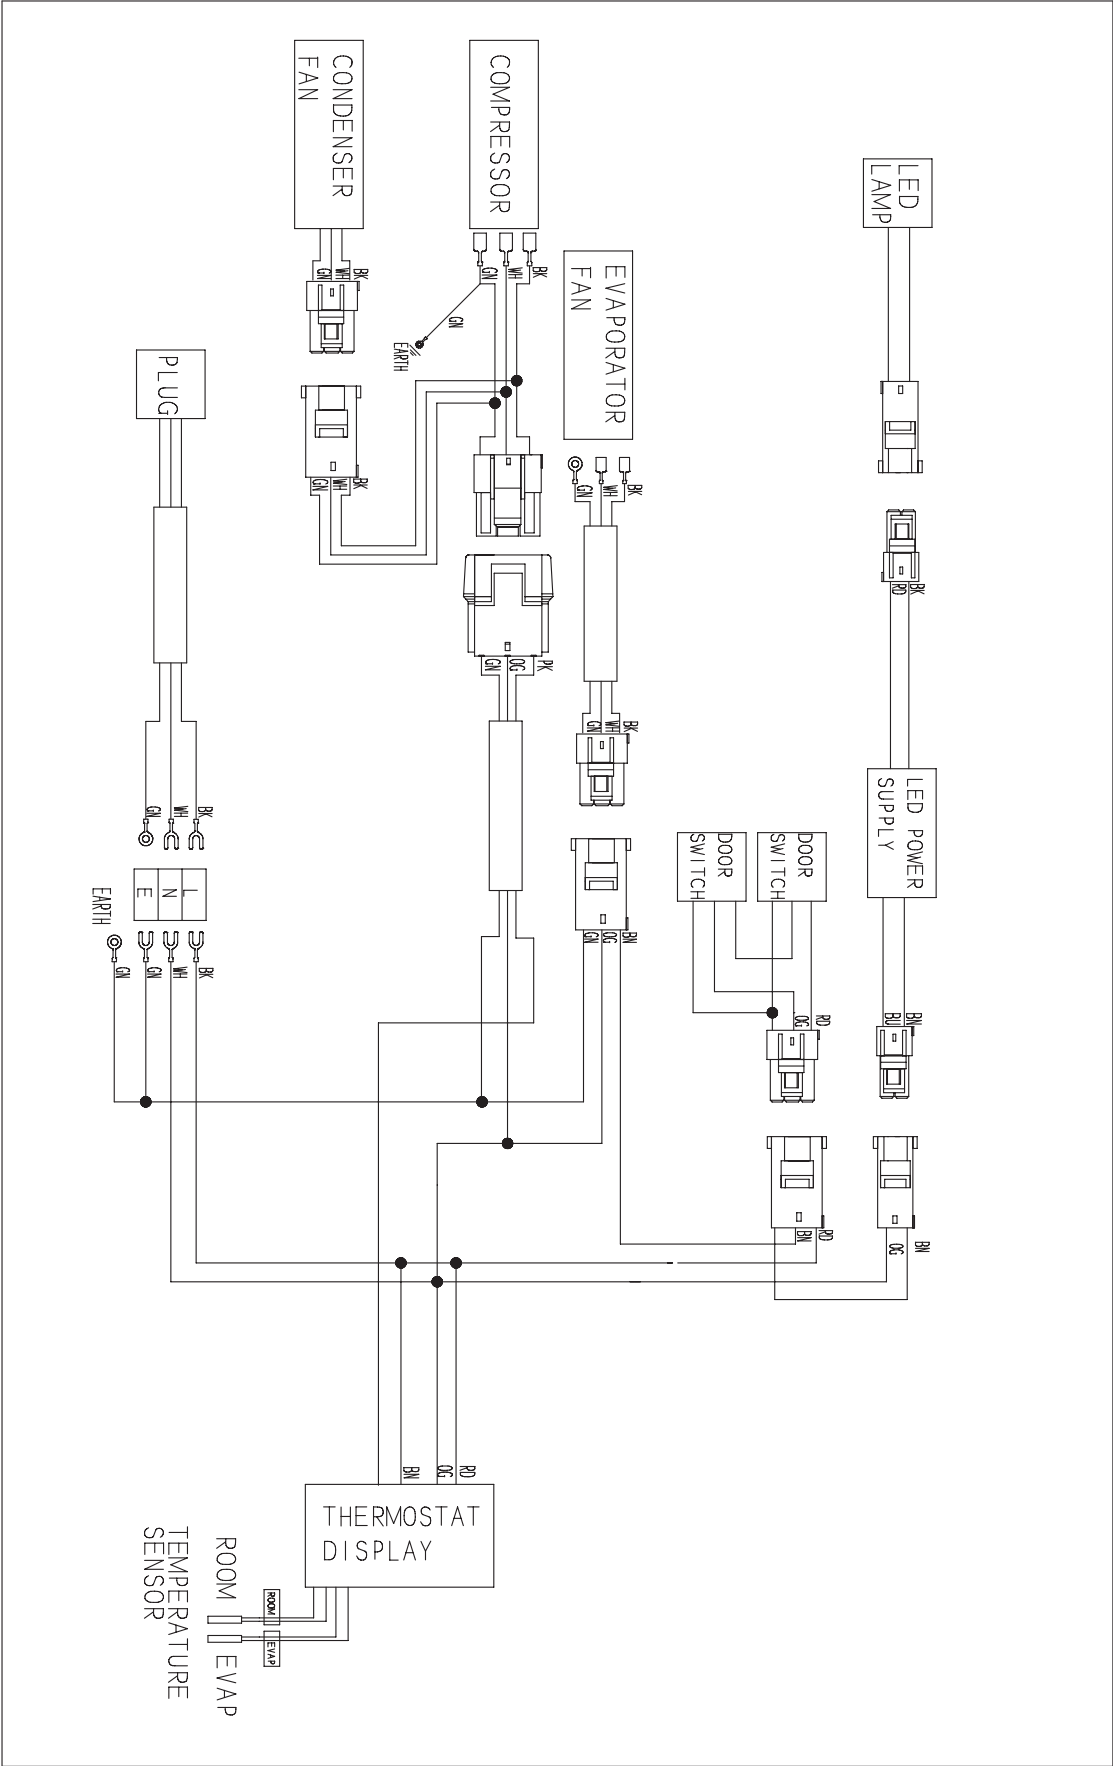 CONDENSER
FAN
COMPRESSOR
LED
LAMP
BK
WH
GN
BK
WH
GN
GN
EARTH
EVAPORATOR
FAN
PLUG
BK
WH
GN
BK
WH
GN
BK
RD
PK
OG
GN
BK
WH
GN
LED POWER
SUPPLY
DOOR
SWITCH
DOOR
SWITCH
BK
WH
GN
L
N
E
EARTH
BK
WH
GN
GN
BN
OG
GN
RD
OG
BN
BU
RD
BN
BN
OG
BN
OG
RD
THERMOSTAT
DISPLAY
ROOM
EVAP
ROOM
EVAP
TEMPERATURE
SENSOR